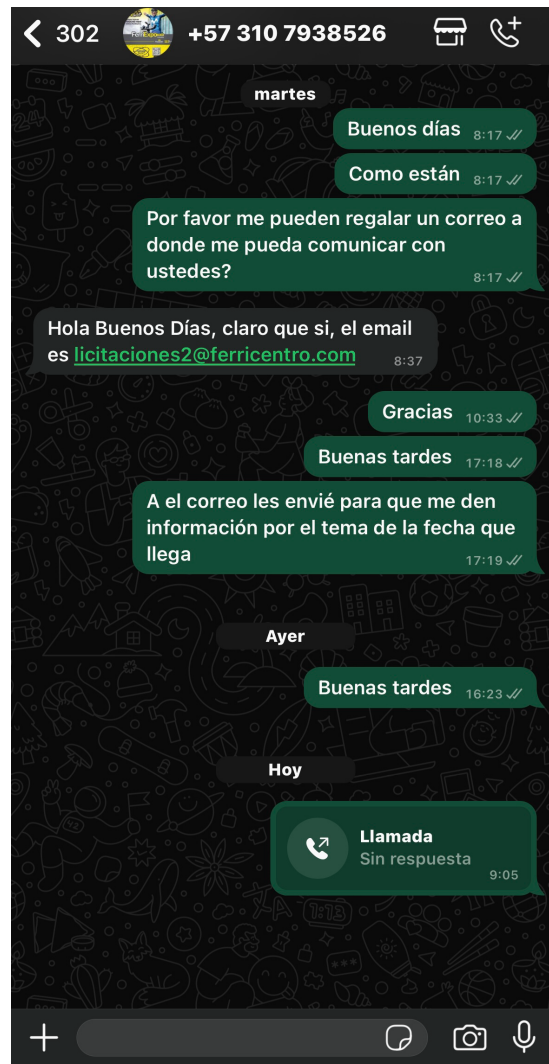 302
+57 310 7938526
martes
Buenos días 8:17
Como están 8:17
Por favor me pueden regalar un correo a
donde me pueda comunicar con
ustedes? 8:17
Hola Buenos Días, claro que si, el email
es licitaciones2@ferricentro.com 8:37
Gracias 10:33
Buenas tardes 17:18
A el correo les envié para que me den
información por el tema de la fecha que
llega 17:19
Ayer
Buenas tardes 16:23
Hoy
Llamada
Sin respuesta
9:05